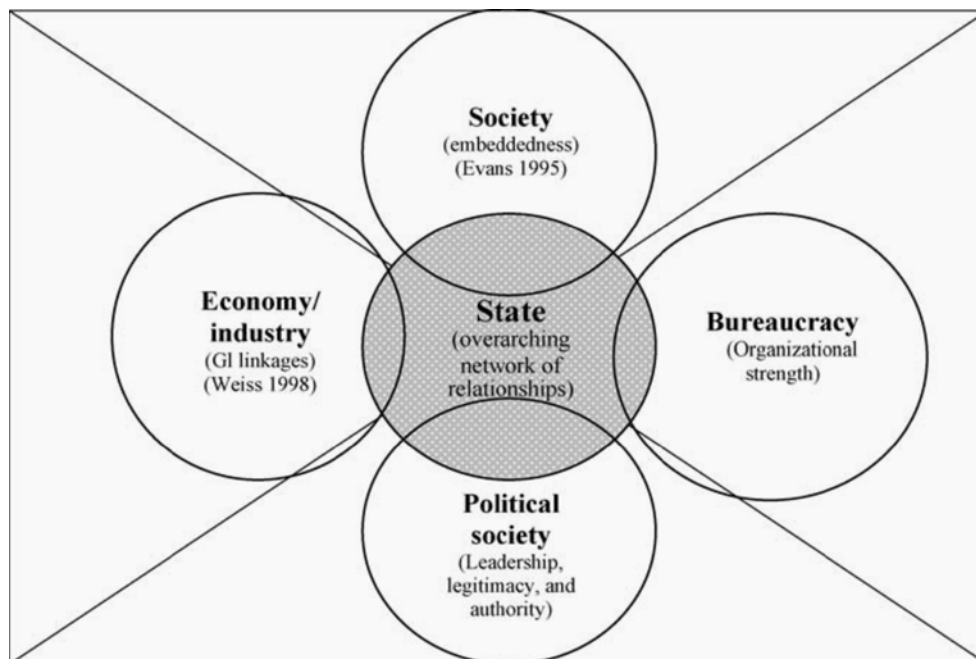 Society
(embeddedness)
(Evans 1995)
Economy/
industry
(GI linkages)
(Weiss 1998)
State
(overarching
network of
relationships)
Bureaucracy
(Organizational
strength)
Political
society
(Leadership,
legitimacy, and
authority)